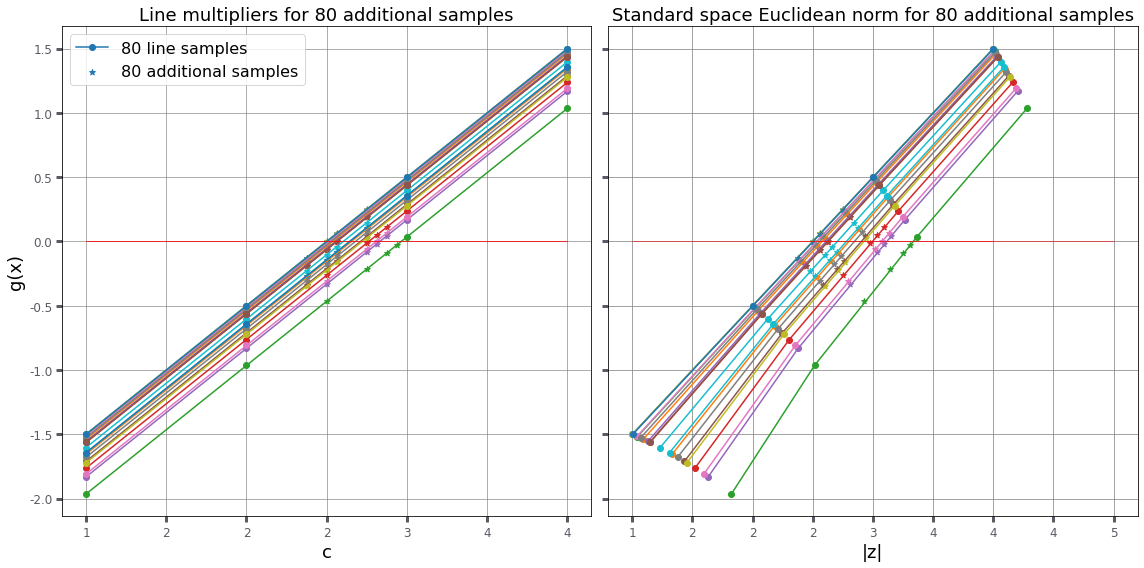 Line multipliers for 80 additional samples
Standard space Euclidean norm for 80 additional samples
80 line samples
80 additional samples
g(x)
1.5
1.0
0.5
0.0
-0.5
-1.0
-1.5
-2.0
1 2 2 2 3 4 4
c
1 2 2 2 3 4 4 4 5
|z|